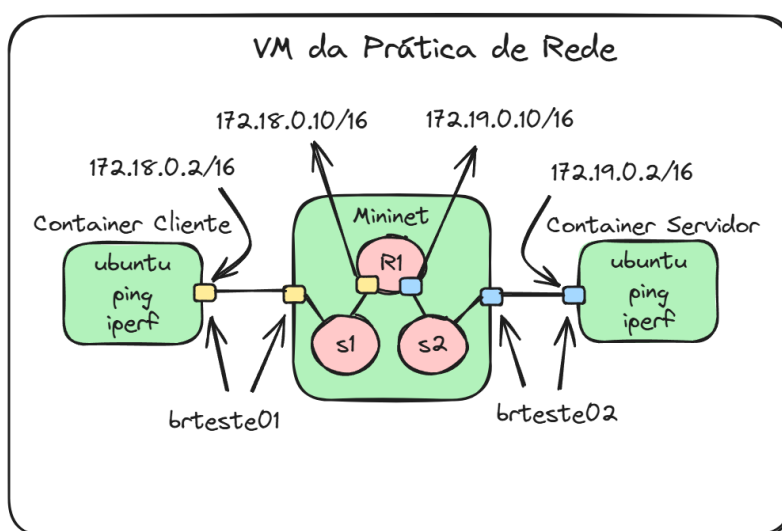 VM da Prática de Rede
172.18.0.10/16
172.19.0.10/16
172.18.0.2/16
172.19.0.2/16
Container Cliente
Mininet
Container Servidor
ubuntu
ping
iperf
R1
s1
s2
ubuntu
ping
iperf
brteste01
brteste02